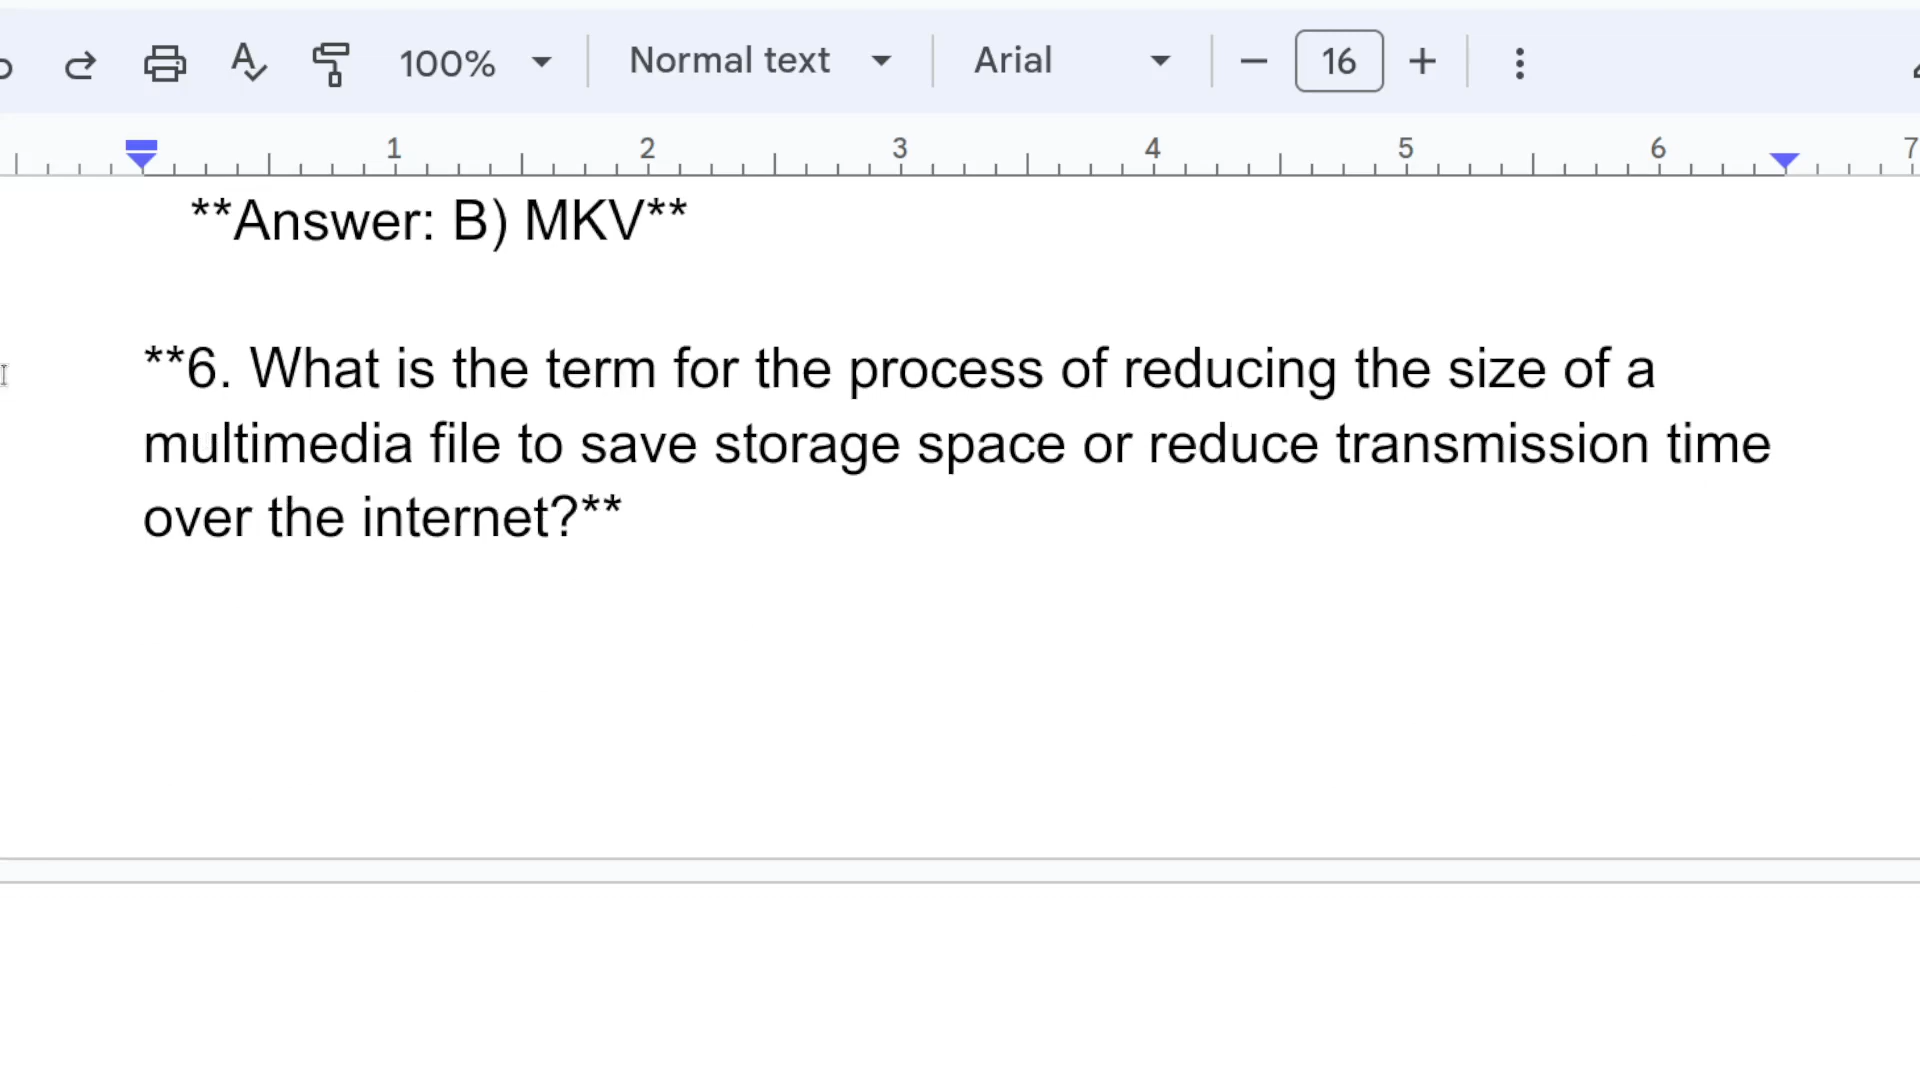 100% Normal text Arial 16
1 2 3 4 5 6 7
**Answer: B) MKV**
**6. What is the term for the process of reducing the size of a
multimedia file to save storage space or reduce transmission time
over the internet?**